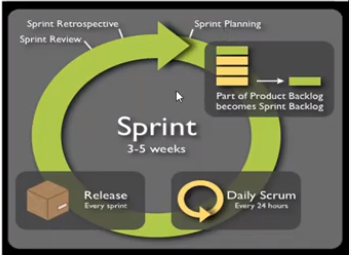 Sprint Retrospective
Sprint Review
Sprint Planning
Part of Product Backlog
becomes Sprint Backlog
Sprint
3-5 weeks
Release
Every sprint
Daily Scrum
Every 24 hours